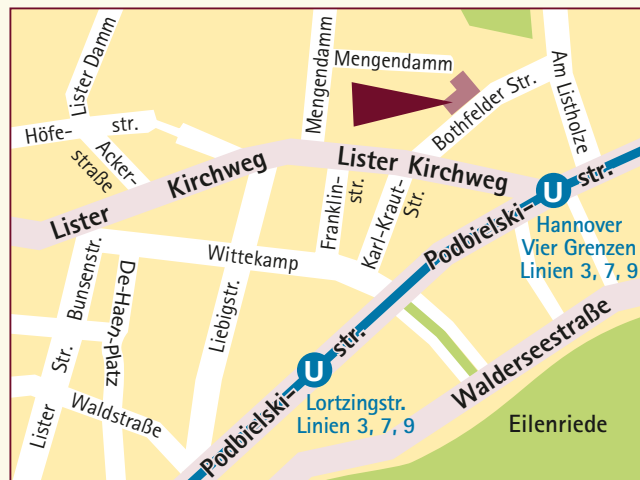 Lister Damm
Höfe-
str.
Acker-
straße
Mengendamm
Mengendamm
Bothfelder Str.
Am Listholze
Lister Kirchweg
Lister Kirchweg
Franklin-
str.
Karl-Kraut-
Str.
Podbielski-
str.
U
Hannover
Vier Grenzen
Linien 3, 7, 9
Wittekamp
Bunsenstr.
De-Haen-Platz
Liebigstr.
Lister Str.
Waldstraße
Podbielski-
str.
U
Lortzingstr.
Linien 3, 7, 9
Walderseestraße
Eilenriede